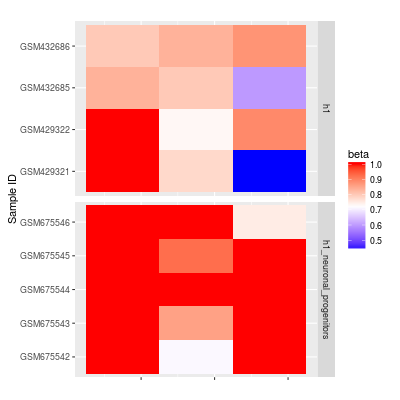 Sample ID
GSM432686
GSM432685
GSM429322
GSM429321
h1
GSM675546
GSM675545
GSM675544
GSM675543
GSM675542
h1_neuronal_progenitors
beta
1.0
0.9
0.8
0.7
0.6
0.5